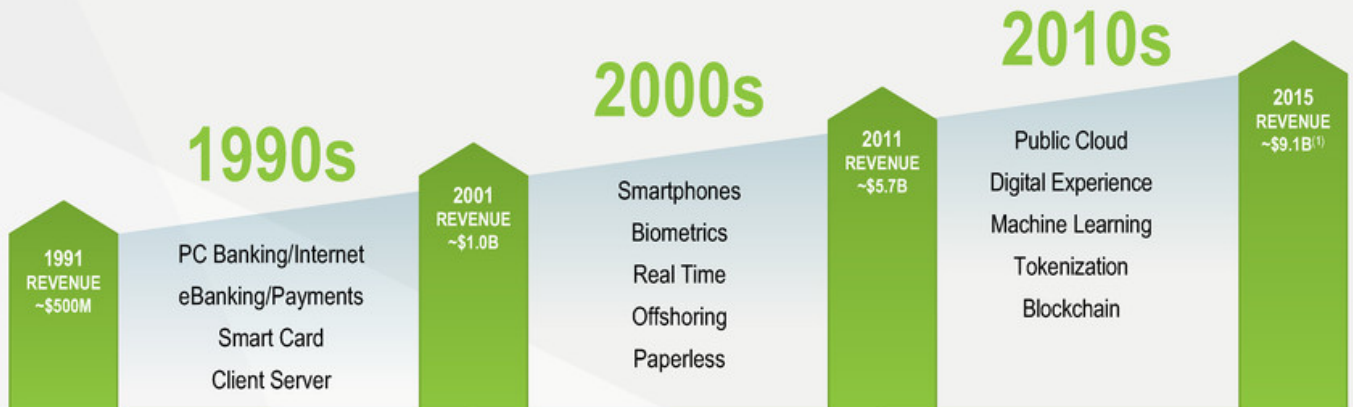 1991
REVENUE
~$500M
1990s
PC Banking/Internet
eBanking/Payments
Smart Card
Client Server
2001
REVENUE
~$1.0B
2000s
Smartphones
Biometrics
Real Time
Offshoring
Paperless
2011
REVENUE
~$5.7B
2010s
Public Cloud
Digital Experience
Machine Learning
Tokenization
Blockchain
2015
REVENUE
~$9.1B(1)